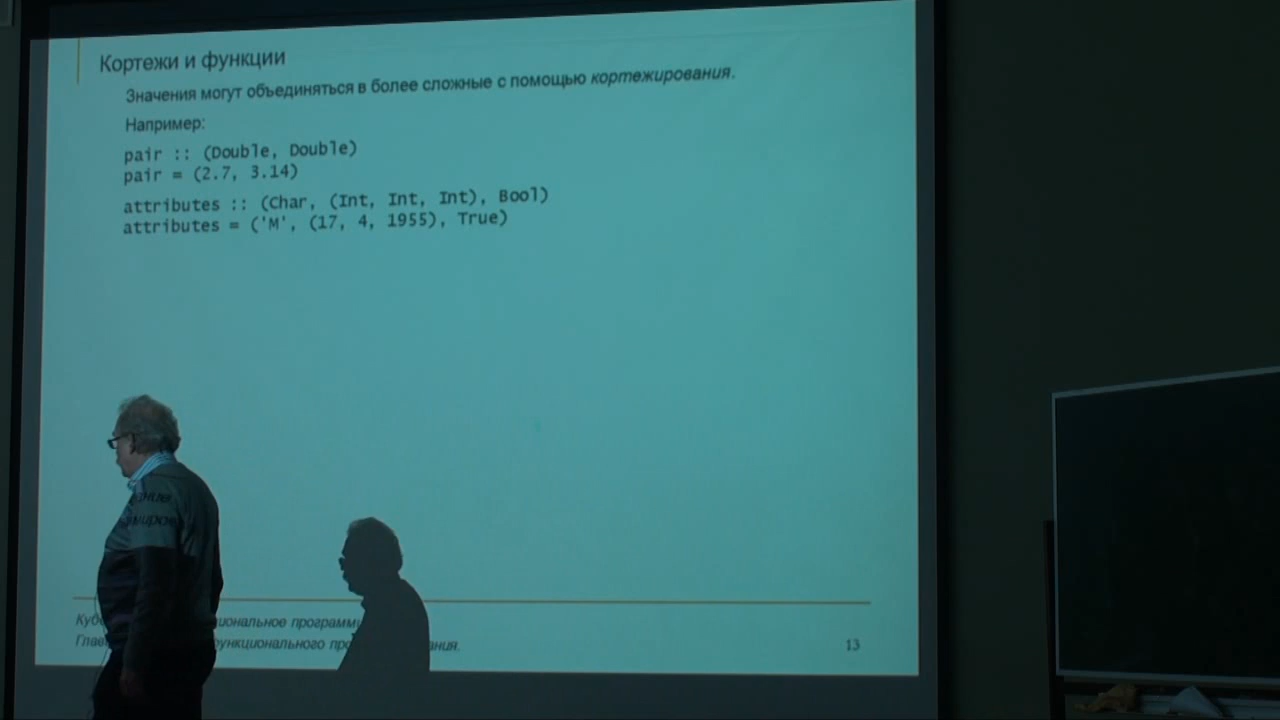 Кортежи и функции
Значения могут объединяться в более сложные с помощью кортежирования.
Например:
pair :: (Double, Double)
pair = (2.7, 3.14)
attributes :: (Char, (Int, Int, Int), Bool)
attributes = ('M', (17, 4, 1955), True)
13